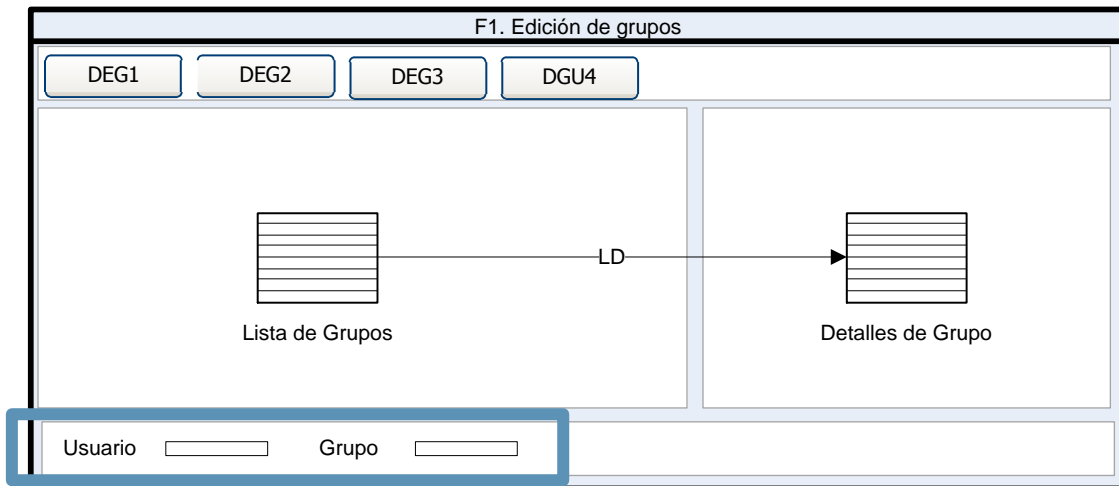 F1. Edición de grupos
DEG1 DEG2 DEG3 DGU4
LD
Lista de Grupos Detalles de Grupo
Usuario Grupo